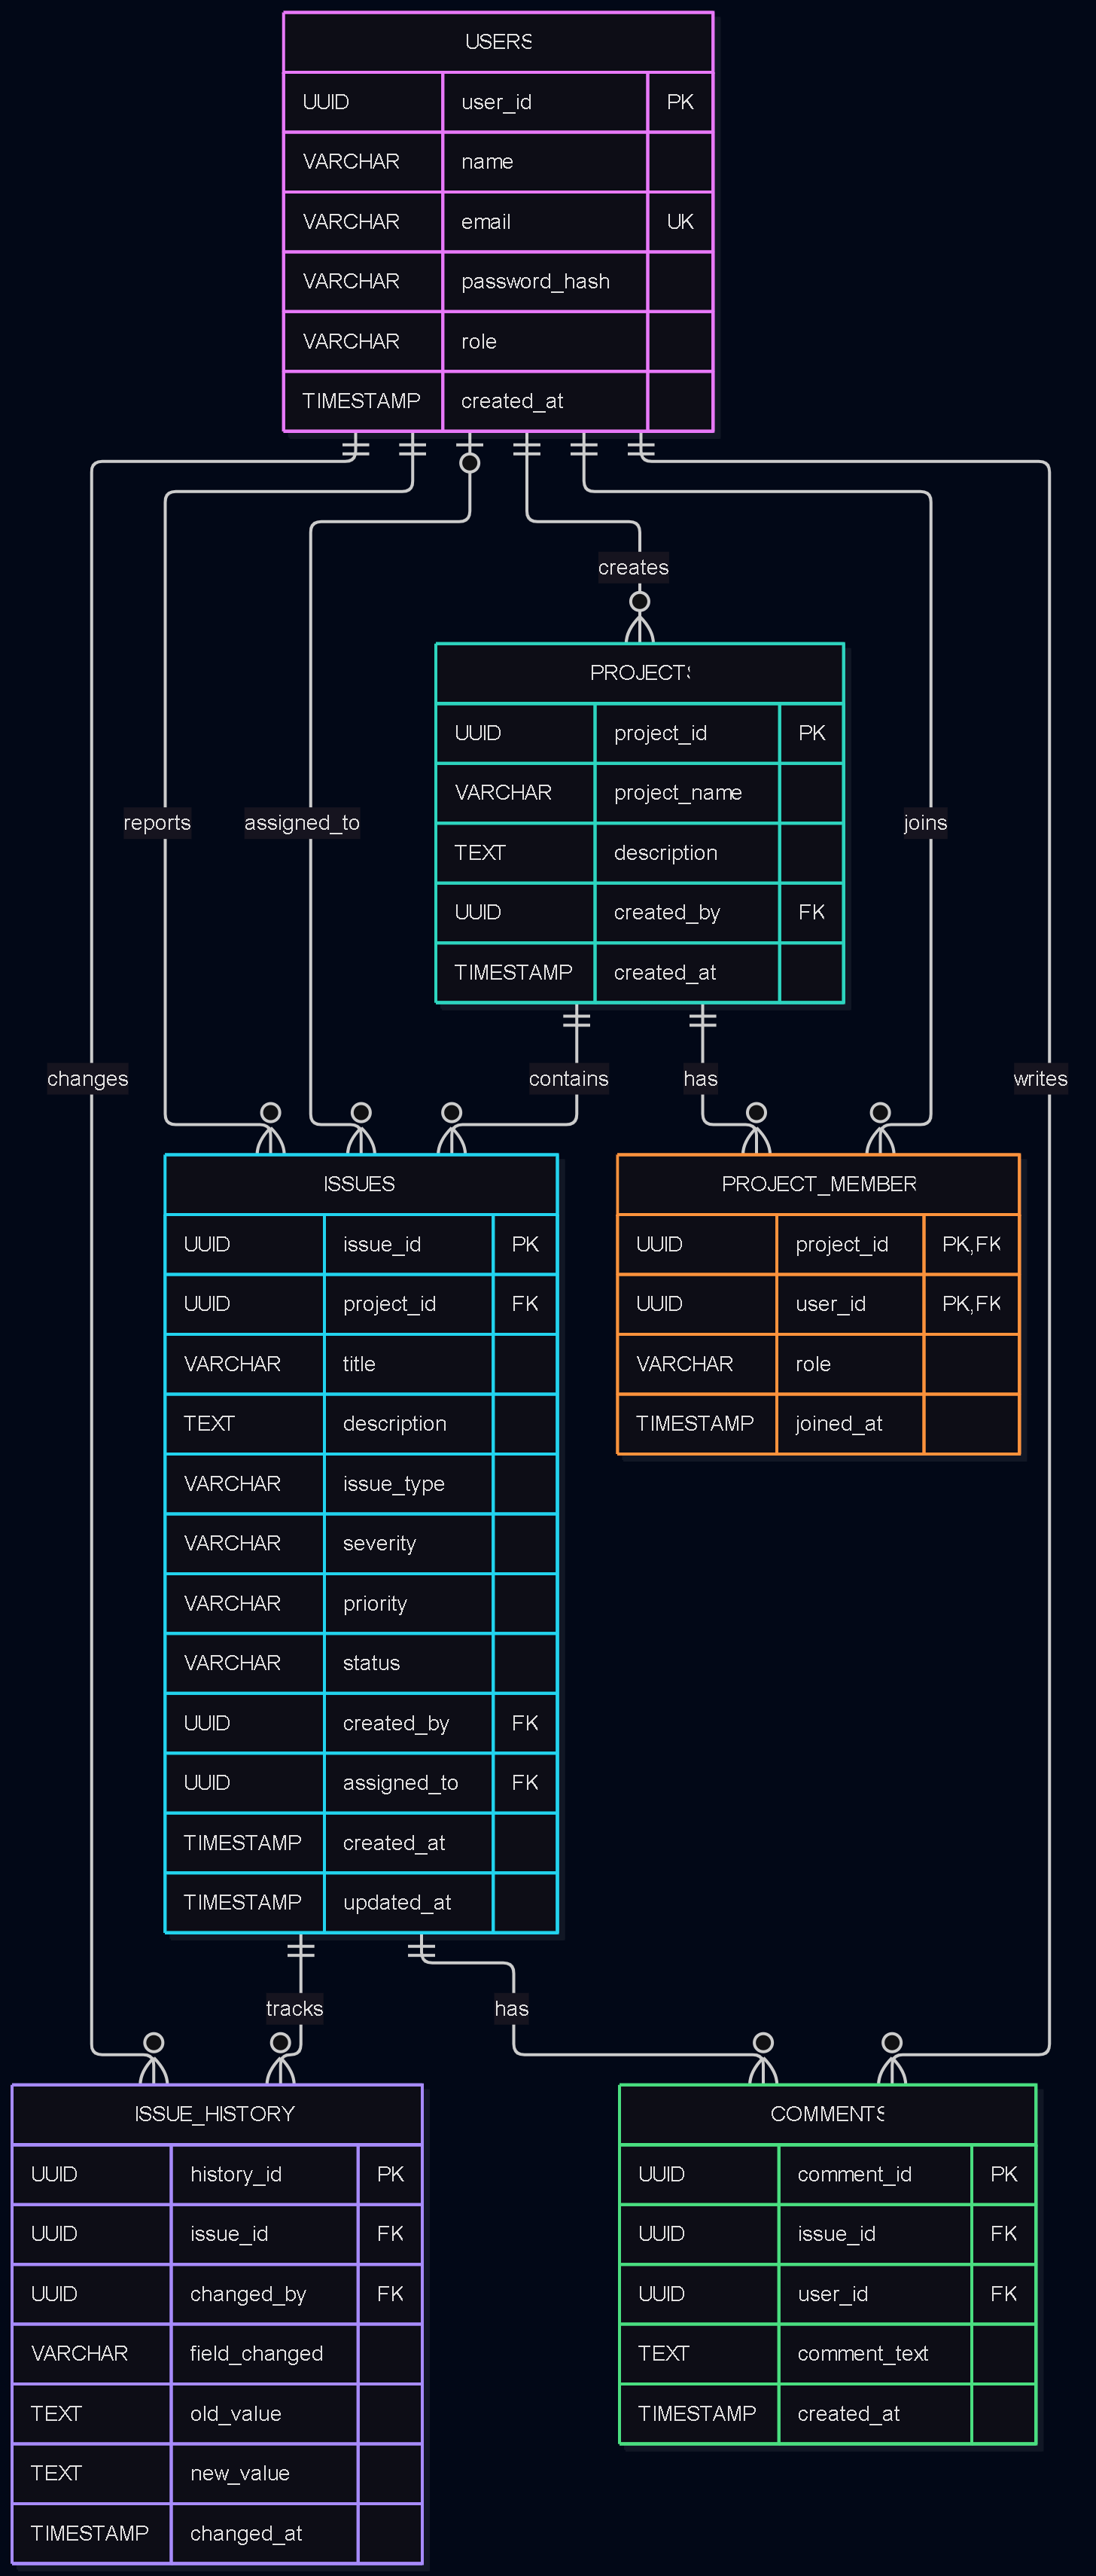 USERS
UUID user_id PK
VARCHAR name
VARCHAR email UK
VARCHAR password_hash
VARCHAR role
TIMESTAMP created_at
creates
PROJECTS
UUID project_id PK
VARCHAR project_name
TEXT description
UUID created_by FK
TIMESTAMP created_at
reports
assigned_to
joins
changes
contains
has
writes
ISSUES
UUID issue_id PK
UUID project_id FK
VARCHAR title
TEXT description
VARCHAR issue_type
VARCHAR severity
VARCHAR priority
VARCHAR status
UUID created_by FK
UUID assigned_to FK
TIMESTAMP created_at
TIMESTAMP updated_at
PROJECT_MEMBER
UUID project_id PK,FK
UUID user_id PK,FK
VARCHAR role
TIMESTAMP joined_at
tracks
has
ISSUE_HISTORY
UUID history_id PK
UUID issue_id FK
UUID changed_by FK
VARCHAR field_changed
TEXT old_value
TEXT new_value
TIMESTAMP changed_at
COMMENTS
UUID comment_id PK
UUID issue_id FK
UUID user_id FK
TEXT comment_text
TIMESTAMP created_at